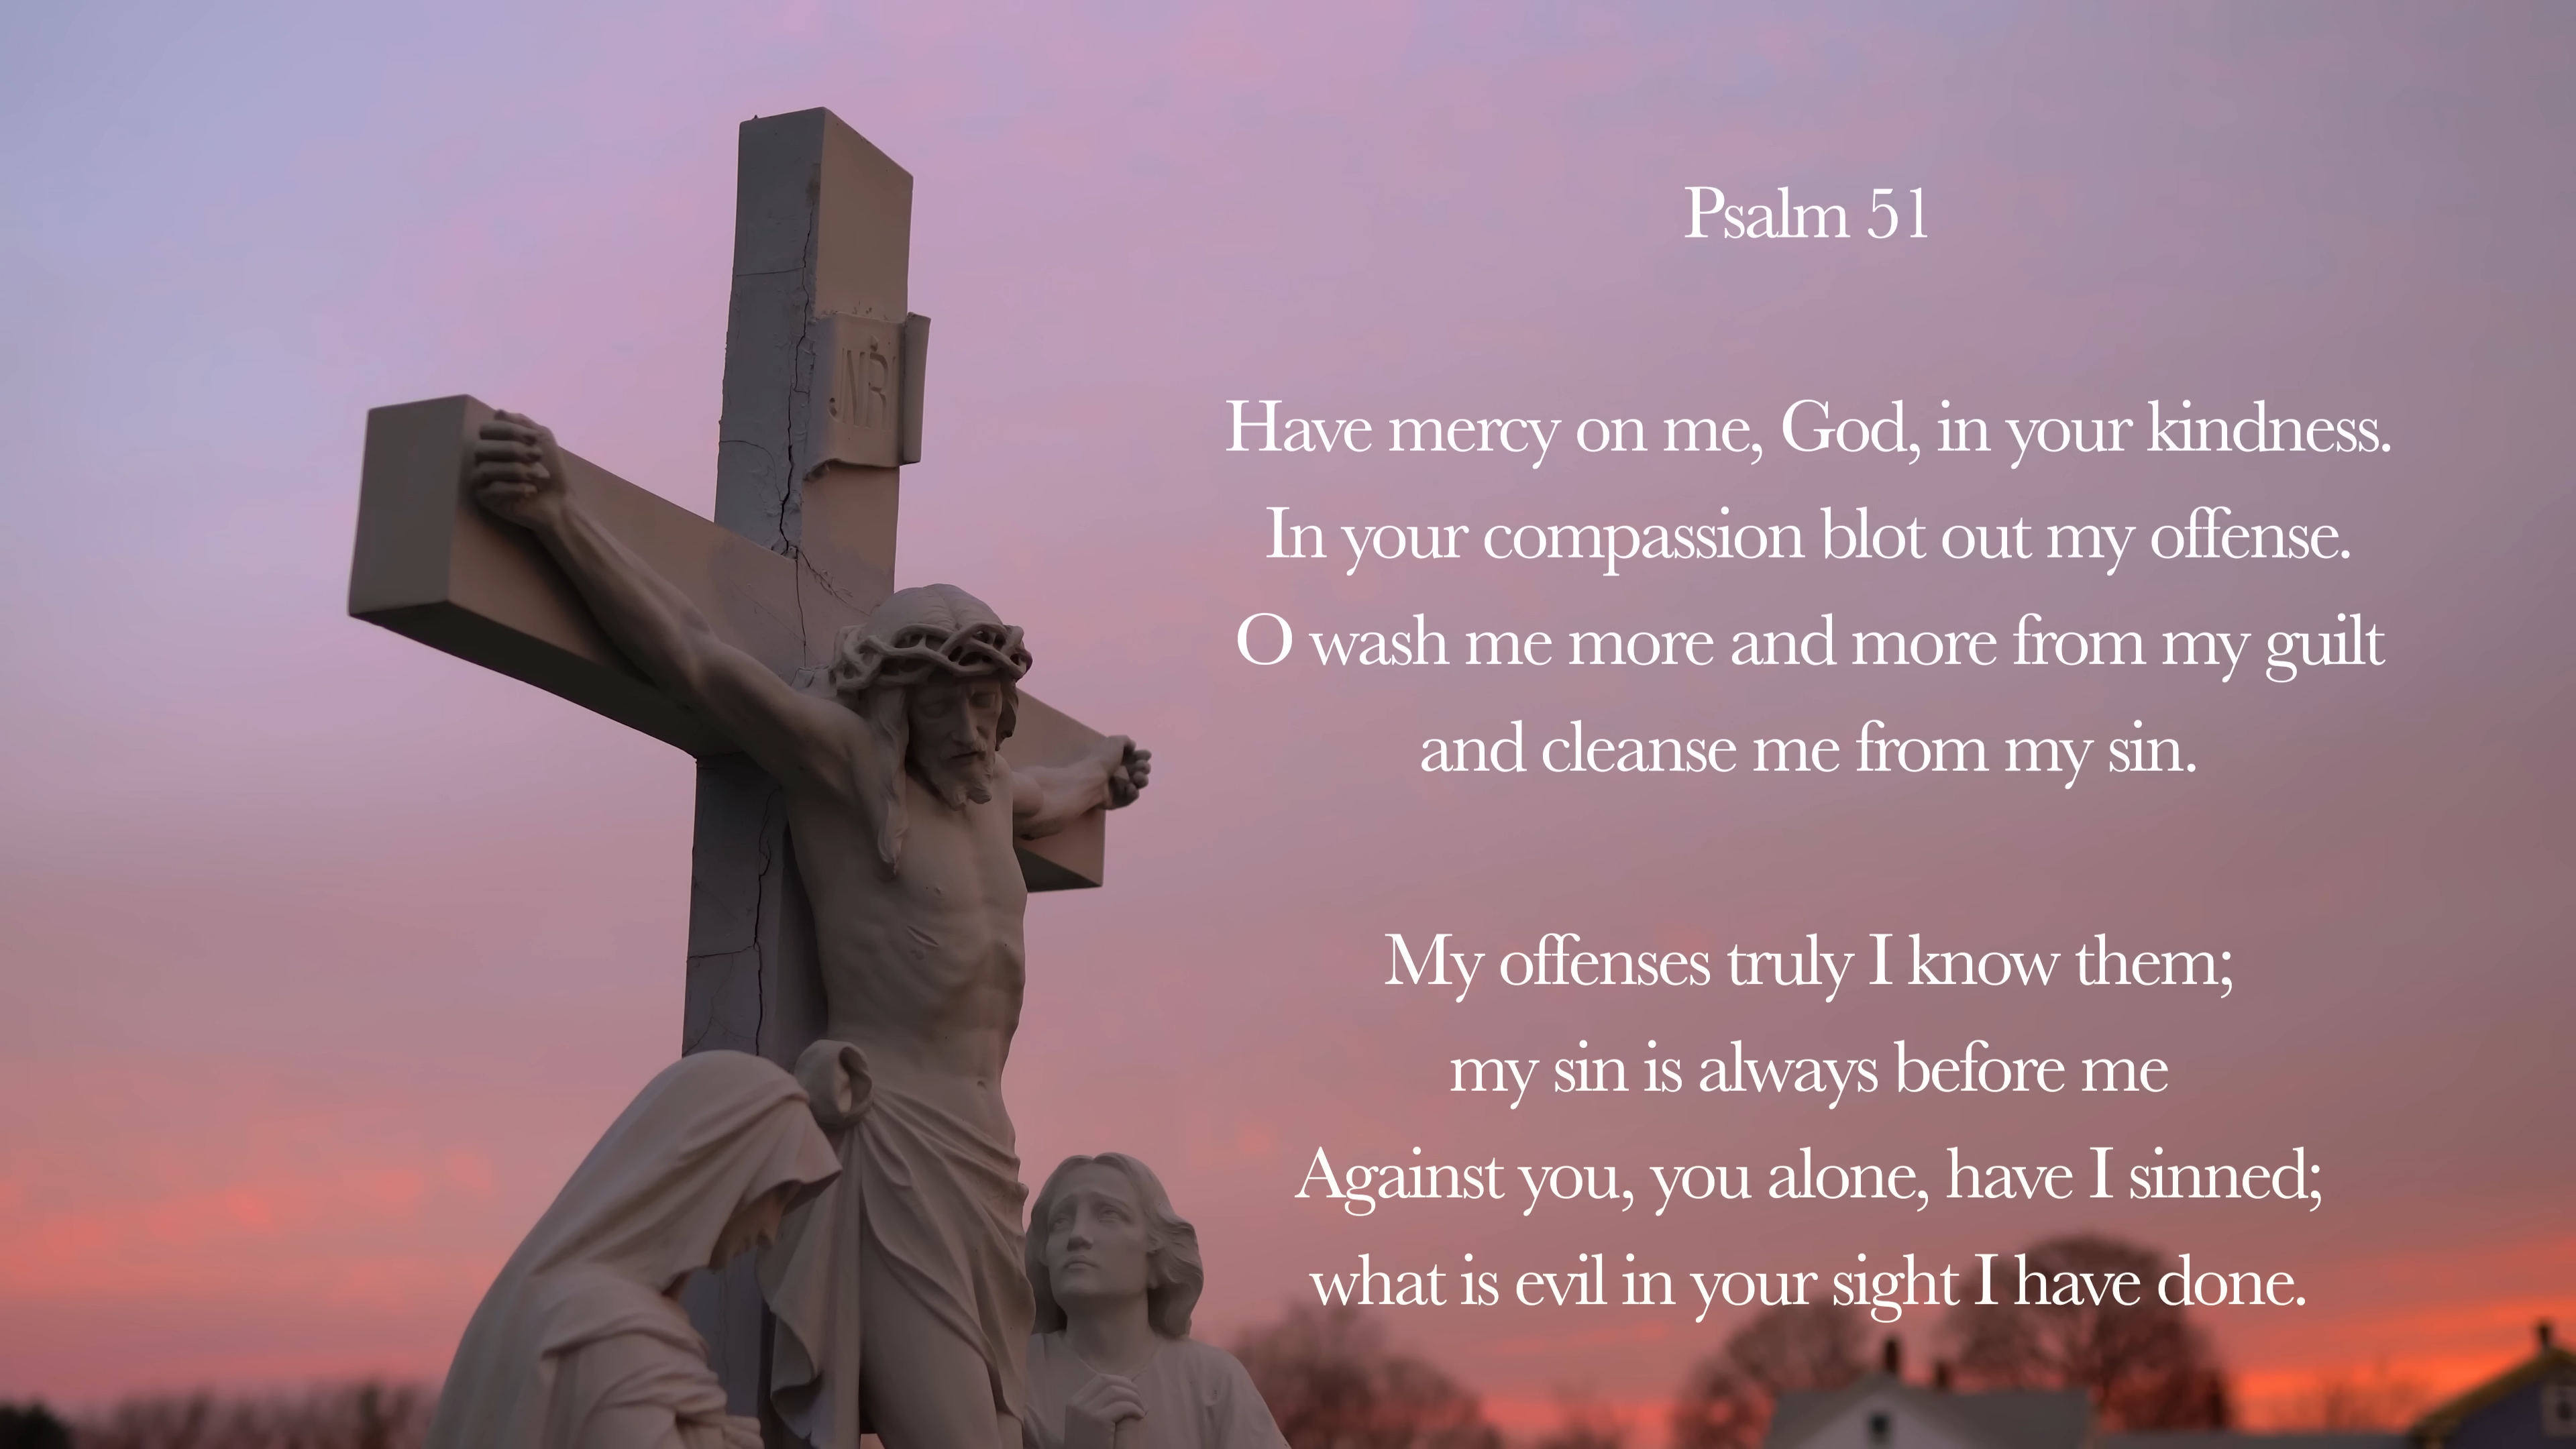 JNRI
Psalm 51
Have mercy on me, God, in your kindness.
In your compassion blot out my offense.
O wash me more and more from my guilt
and cleanse me from my sin.
My offenses truly I know them;
my sin is always before me
Against you, you alone, have I sinned;
what is evil in your sight I have done.